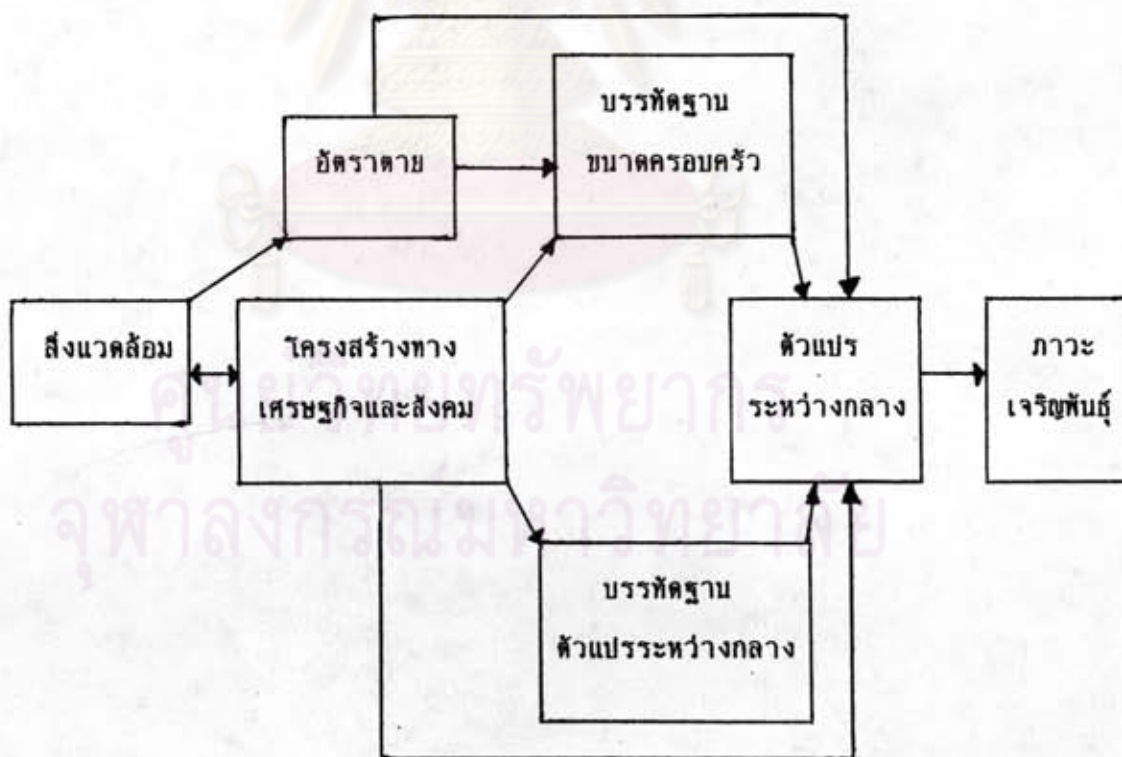 บรรทัดฐาน
ขนาดครอบครัว
อัตราตาย
สิ่งแวดล้อม
โครงสร้างทาง
เศรษฐกิจและสังคม
ตัวแปร
ระหว่างกลาง
ภาวะ
เจริญพันธุ์
บรรทัดฐาน
ตัวแปรระหว่างกลาง
ศูนย์วิทยทรัพยากร
จุฬาลงกรณ์มหาวิทยาลัย